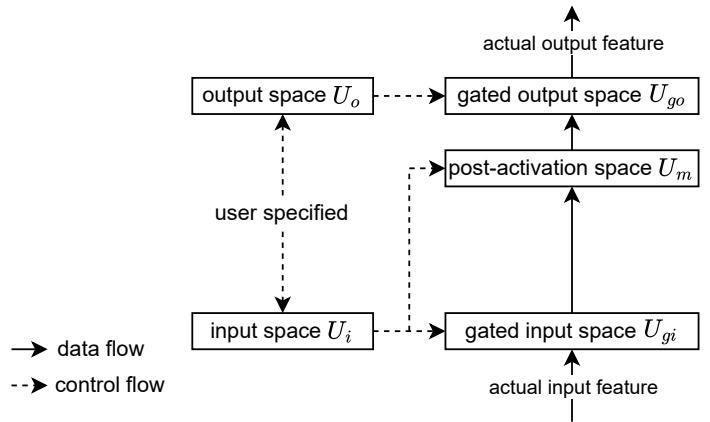 actual output feature
output space U_o
gated output space U_go
post-activation space U_m
user specified
input space U_i
gated input space U_gi
data flow
control flow
actual input feature